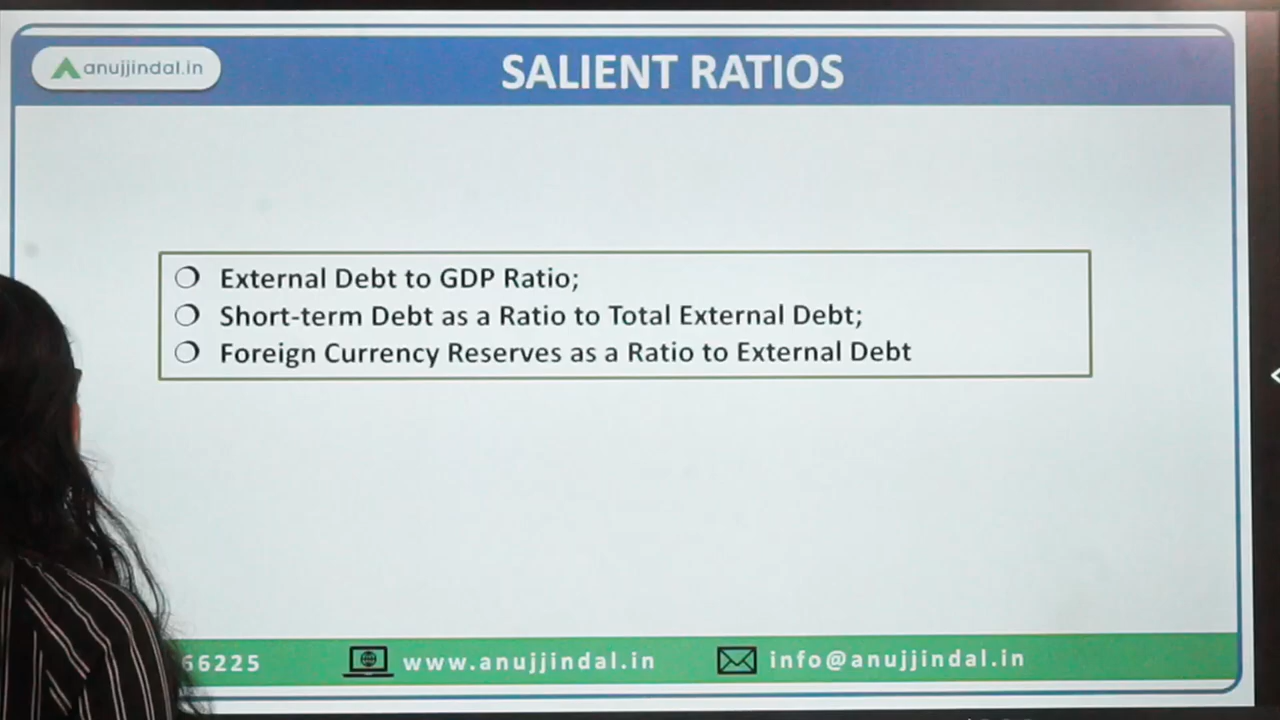 anujjindal.in
SALIENT RATIOS
External Debt to GDP Ratio;
Short-term Debt as a Ratio to Total External Debt;
Foreign Currency Reserves as a Ratio to External Debt
66225 www.anujjindal.in info@anujjindal.in